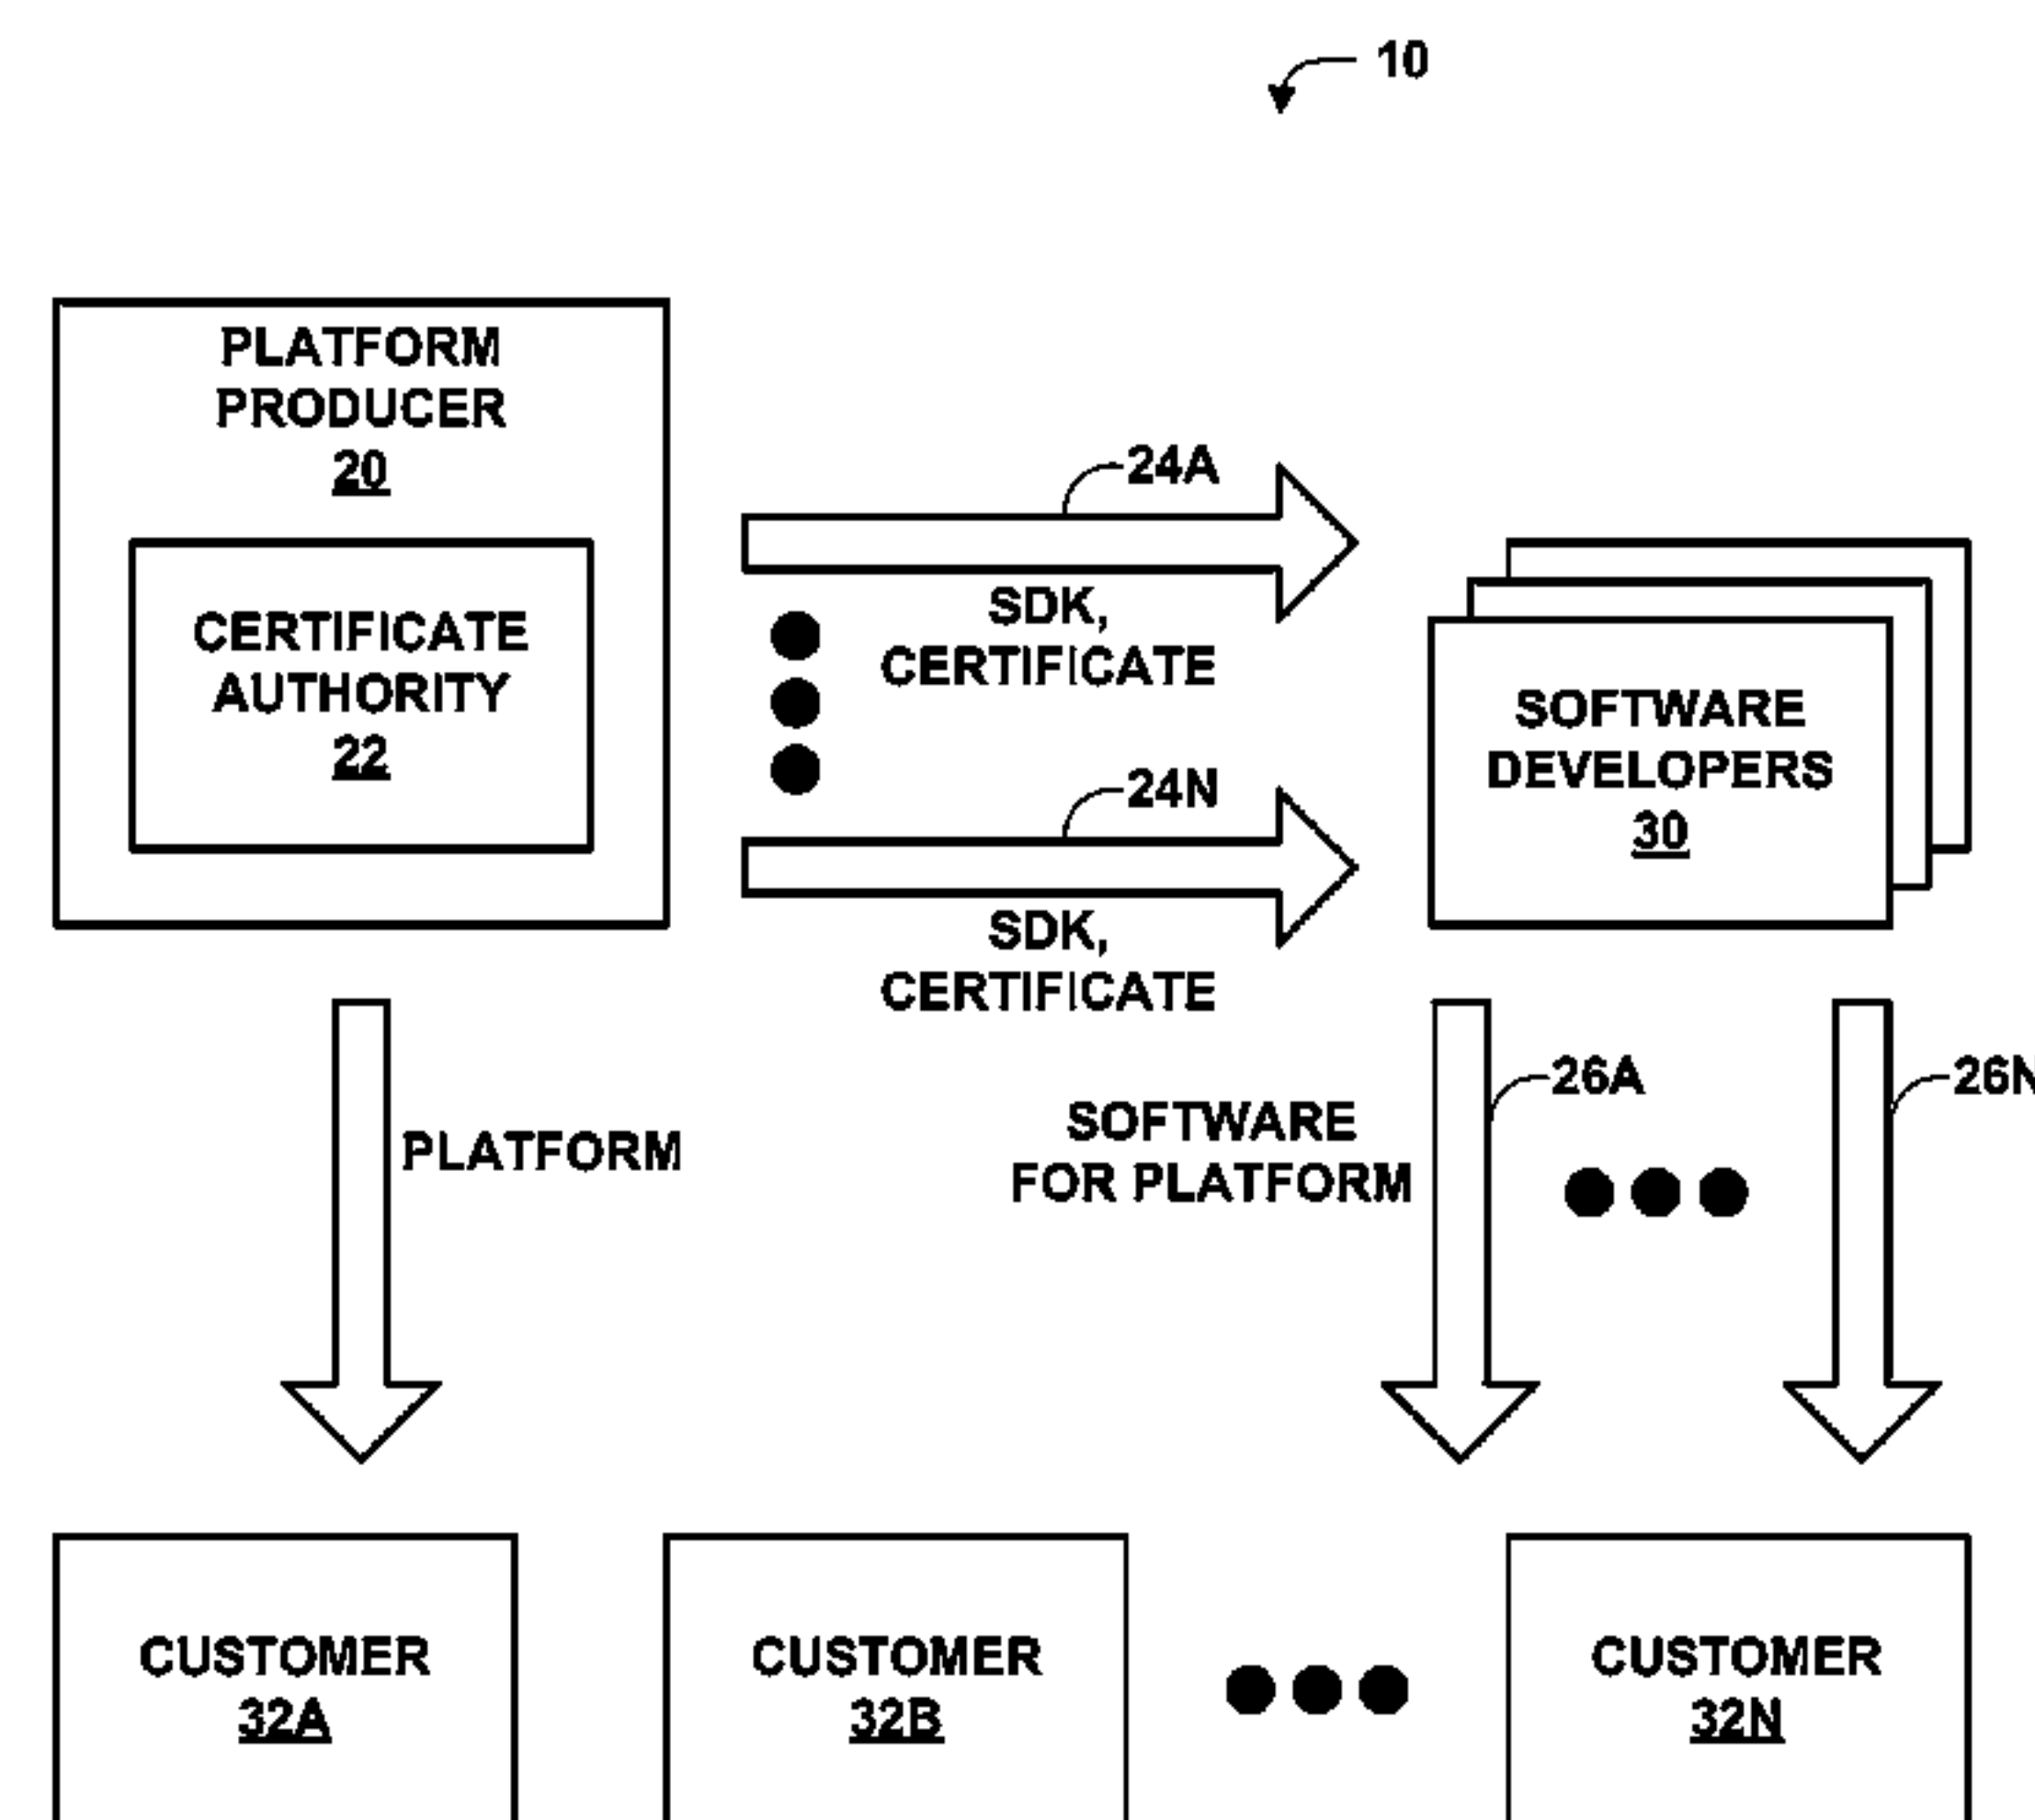 10
PLATFORM
PRODUCER
20
CERTIFICATE
AUTHORITY
22
24A
SDK,
CERTIFICATE
24N
SDK,
CERTIFICATE
SOFTWARE
DEVELOPERS
30
PLATFORM
SOFTWARE
FOR PLATFORM
26A
26N
CUSTOMER
32A
CUSTOMER
32B
CUSTOMER
32N